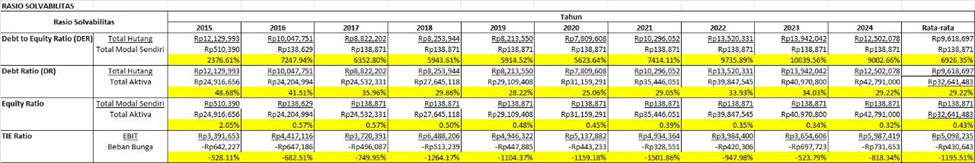 RASIO SOLVABILITAS
Rasio Solvabilitas Tahun
2015 2016 2017 2018 2019 2020 2021 2022 2023 2024 Rata-rata
Debt to Equity Ratio (DER) Total Hutang Rp12,129,993 Rp10,047,751 Rp8,822,202 Rp8,253,944 Rp8,213,550 Rp7,809,608 Rp10,296,052 Rp13,520,331 Rp13,942,042 Rp12,502,078 Rp9,618,697
Total Modal Sendiri Rp510,390 Rp138,629 Rp138,871 Rp138,871 Rp138,871 Rp138,871 Rp138,871 Rp138,871 Rp138,871 Rp138,871 Rp138,871
2376.61% 7247.94% 6352.80% 5943.61% 5914.52% 5623.64% 7414.11% 9735.89% 10039.56% 9002.66% 6926.35%
Debt Ratio (DR) Total Hutang Rp12,129,993 Rp10,047,751 Rp8,822,202 Rp8,253,944 Rp8,213,550 Rp7,809,608 Rp10,296,052 Rp13,520,331 Rp13,942,042 Rp12,502,078 Rp9,618,697
Total Aktiva Rp24,916,656 Rp24,204,994 Rp24,532,331 Rp27,645,118 Rp29,109,408 Rp31,159,291 Rp35,446,051 Rp39,847,545 Rp40,970,800 Rp42,791,000 Rp32,641,483
48.68% 41.51% 35.96% 29.86% 28.22% 25.06% 29.05% 33.93% 34.03% 29.22% 29.22%
Equity Ratio Total Modal Sendiri Rp510,390 Rp138,629 Rp138,871 Rp138,871 Rp138,871 Rp138,871 Rp138,871 Rp138,871 Rp138,871 Rp138,871 Rp138,871
Total Aktiva Rp24,916,656 Rp24,204,994 Rp24,532,331 Rp27,645,118 Rp29,109,408 Rp31,159,291 Rp35,446,051 Rp39,847,545 Rp40,970,800 Rp42,791,000 Rp32,641,483
2.05% 0.57% 0.57% 0.50% 0.48% 0.45% 0.39% 0.35% 0.34% 0.32% 0.43%
TIE Ratio EBIT Rp3,391,653 Rp4,417,116 Rp3,720,391 Rp6,488,206 Rp4,946,322 Rp5,137,882 Rp4,934,364 Rp3,984,400 Rp3,654,606 Rp5,987,419 Rp5,098,235
Beban Bunga -Rp642,227 -Rp647,186 -Rp496,087 -Rp513,239 -Rp447,885 -Rp443,233 -Rp328,551 -Rp420,306 -Rp697,723 -Rp731,653 -Rp430,643
-528.11% -682.51% -749.95% -1264.17% -1104.37% -1159.18% -1501.86% -947.98% -523.79% -818.34% -1195.51%